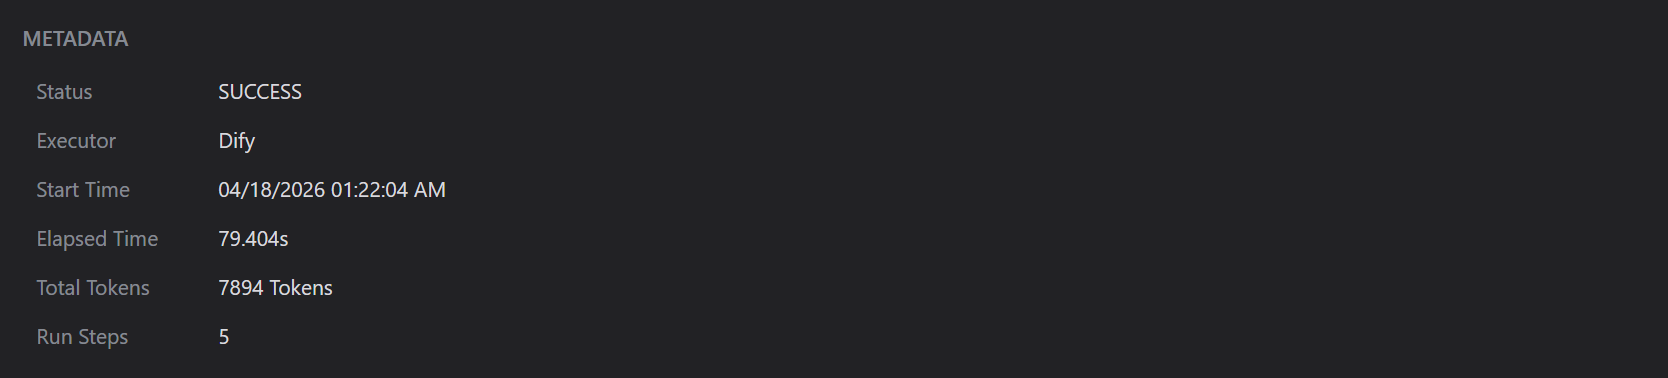 METADATA
Status SUCCESS
Executor Dify
Start Time 04/18/2026 01:22:04 AM
Elapsed Time 79.404s
Total Tokens 7894 Tokens
Run Steps 5